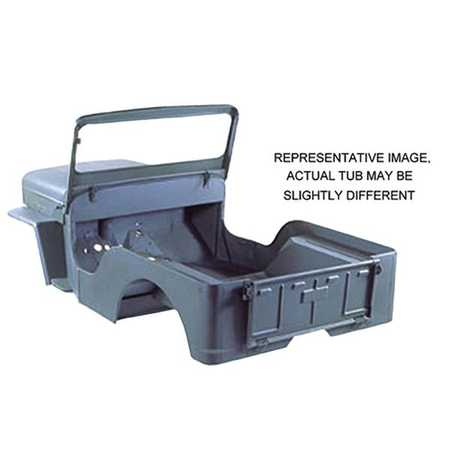 REPRESENTATIVE IMAGE,
ACTUAL TUB MAY BE
SLIGHTLY DIFFERENT